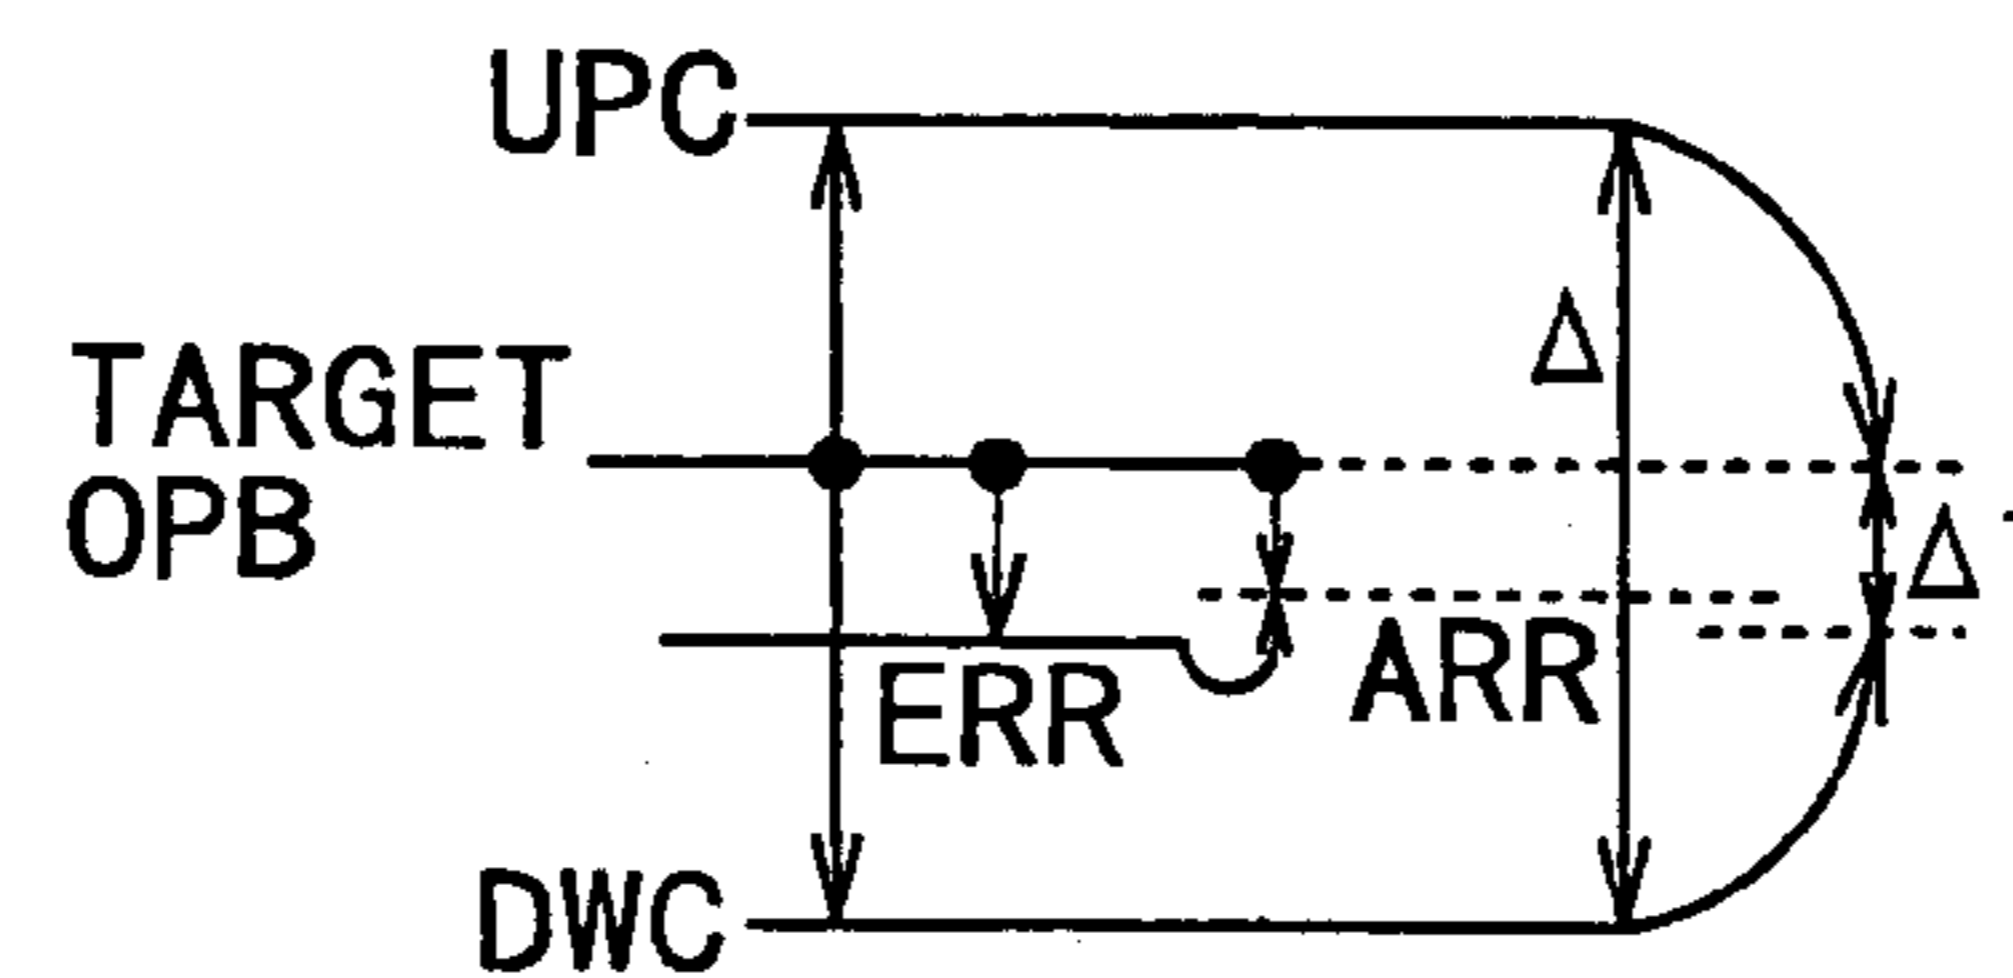 UPC
Δ
TARGET
OPB
Δ
ARR
ERR
DWC